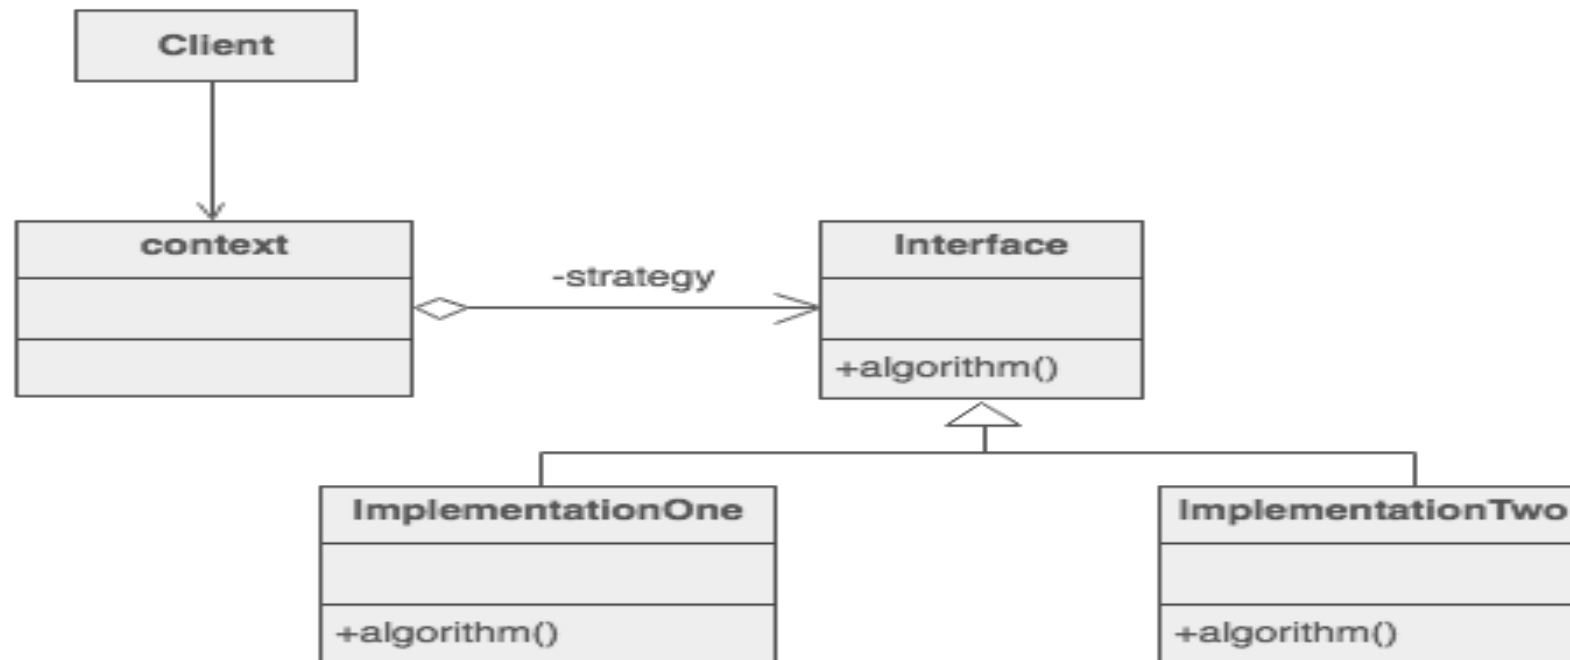 Client
context
-strategy
Interface
+algorithm()
ImplementationOne
+algorithm()
ImplementationTwo
+algorithm()